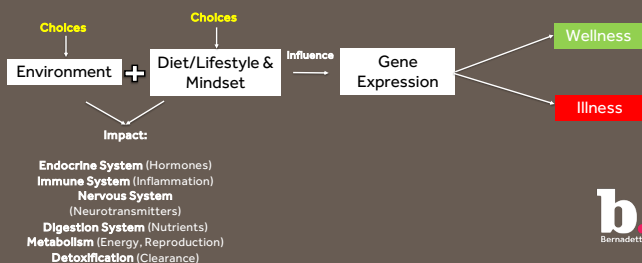 Choices
Choices
Environment
+
Diet/Lifestyle &
Mindset
Influence
Gene
Expression
Wellness
Illness
Impact:
Endocrine System (Hormones)
Immune System (Inflammation)
Nervous System
(Neurotransmitters)
Digestion System (Nutrients)
Metabolism (Energy, Reproduction)
Detoxification (Clearance)
b.
Bernadett